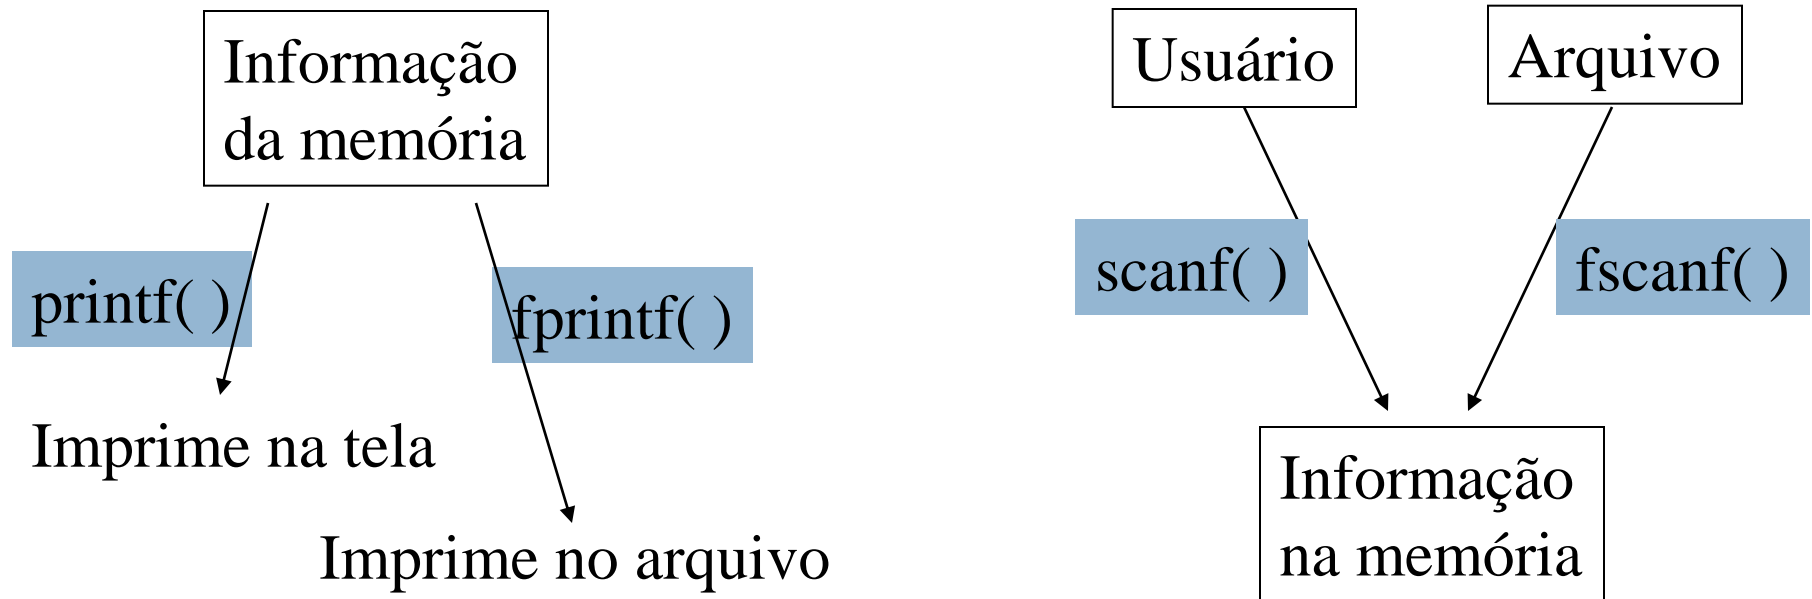 Informação
da memória
printf( )
fprintf( )
Imprime na tela
Imprime no arquivo
Usuário
Arquivo
scanf( )
fscanf( )
Informação
na memória